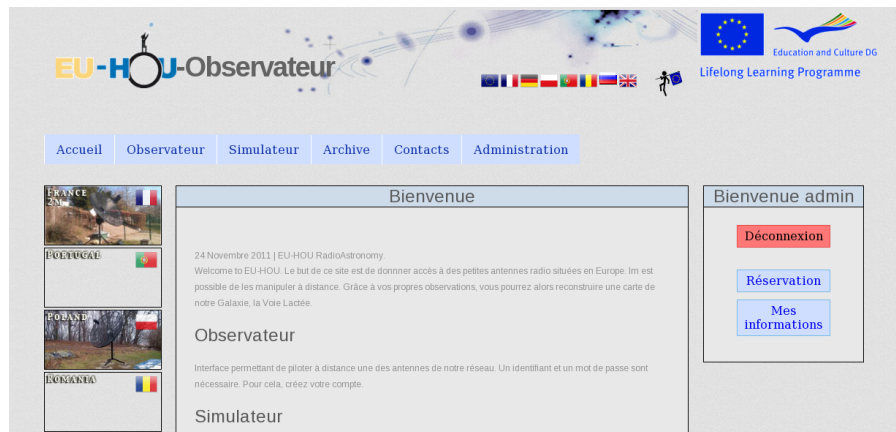 EU-HOU-Observateur
Education and Culture DG
Lifelong Learning Programme
Accueil
Observateur
Simulateur
Archive
Contacts
Administration
France
2M
Portugal
Poland
Romania
Bienvenue
24 Novembre 2011 | EU-HOU RadioAstronomy.
Welcome to EU-HOU. Le but de ce site est de donnner accès à des petites antennes radio situées en Europe. Im est
possible de les manipuler à distance. Grâce à vos propres observations, vous pourrez alors reconstruire une carte de
notre Galaxie, la Voie Lactée.
Observateur
Interface permettant de piloter à distance une des antennes de notre réseau. Un identifiant et un mot de passe sont
nécessaire. Pour cela, créez votre compte.
Simulateur
Bienvenue admin
Déconnexion
Réservation
Mes
informations